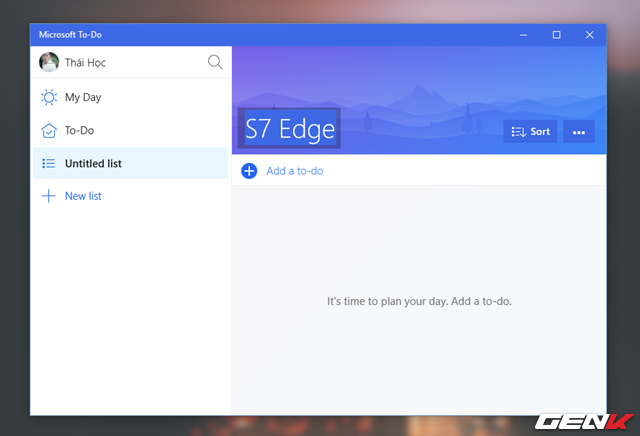 Microsoft To-Do
Thái Học
My Day
To-Do
Untitled list
New list
S7 Edge
Sort
Add a to-do
It's time to plan your day. Add a to-do.
GENK